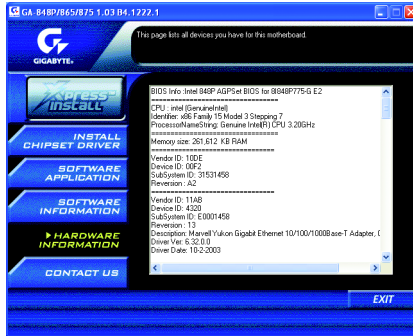 GA-848P/865/875 1.03 B4.1222.1
This page lists all devices you have for this motherboard.
GIGABYTE
Xpress-
Install
INSTALL
CHIPSET DRIVER
SOFTWARE
APPLICATION
SOFTWARE
INFORMATION
HARDWARE
INFORMATION
CONTACT US
BIOS Info :Intel 848P AGPSet BIOS for 8I848P775-G E2
================================
CPU : intel (GenuineIntel)
Identifier: x86 Family 15 Model 3 Stepping 7
ProcessorNameString: Genuine Intel(R) CPU 3.20GHz
================================
Memory size: 261,612 KB RAM
================================
Vendor ID: 10DE
Device ID: 00F2
SubSystem ID: 31531458
Reversion : A2
================================
Vendor ID: 11AB
Device ID: 4320
SubSystem ID: E0001458
Reversion : 13
Description: Marvell Yukon Gigabit Ethernet 10/100/1000Base-T Adapter, C
Driver Ver: 6.32.0.0
Driver Date: 10-2-2003
EXIT